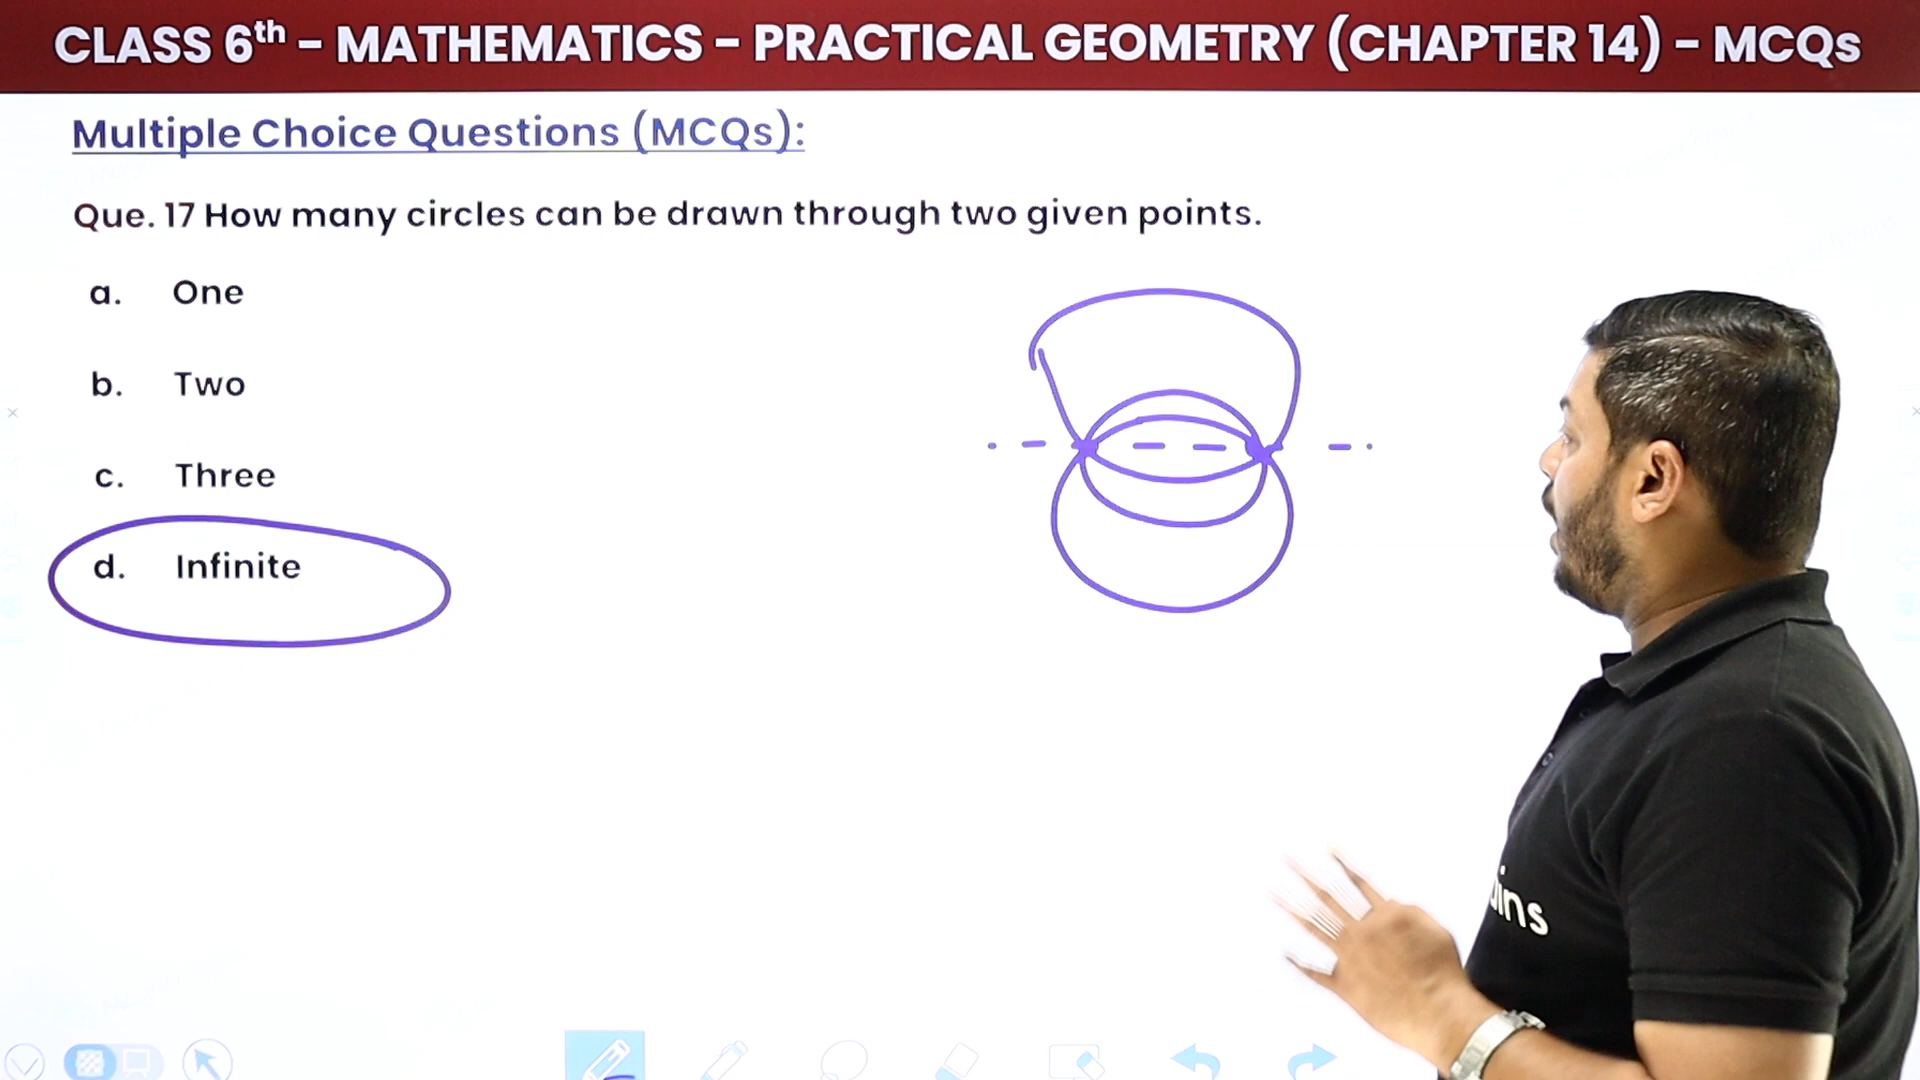 CLASS 6th - MATHEMATICS - PRACTICAL GEOMETRY (CHAPTER 14) - MCQs
Multiple Choice Questions (MCQs):
Que. 17 How many circles can be drawn through two given points.
a. One
b. Two
c. Three
d. Infinite
ins